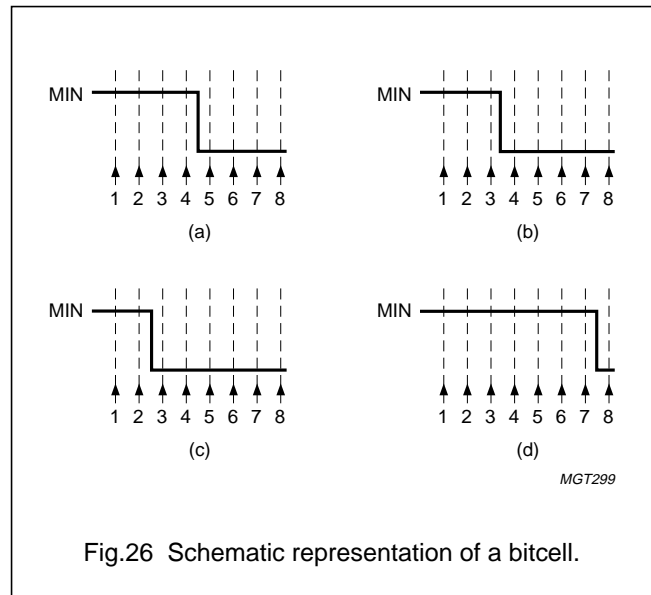 MIN MIN
1 2 3 4 5 6 7 8 1 2 3 4 5 6 7 8
(a) (b)
MIN MIN
1 2 3 4 5 6 7 8 1 2 3 4 5 6 7 8
(c) (d)
MGT299
Fig.26 Schematic representation of a bitcell.